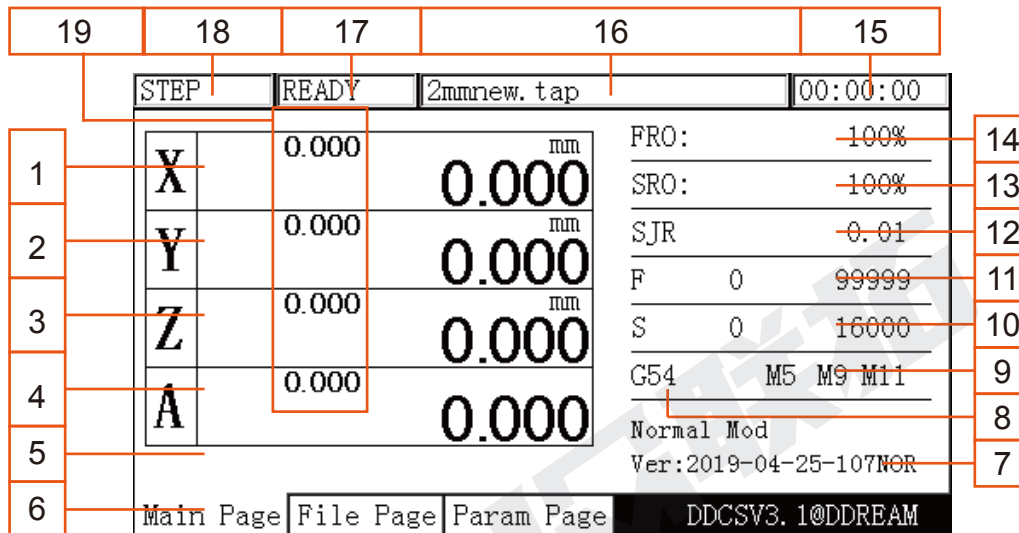 19 18 17 16 15
STEP READY 2mmnew.tap 00:00:00
1 X 0.000 mm 0.000
2 Y 0.000 mm 0.000
3 Z 0.000 mm 0.000
4 A 0.000 0.000
5
6
FRO: 100% 14
SRO: 100% 13
SJR 0.01 12
F 0 99999 11
S 0 16000 10
G54 M5 M9 M11 9
8
Normal Mod
Ver:2019-04-25-107NOR 7
Main Page File Page Param Page DDCSV3.1@DDREAM